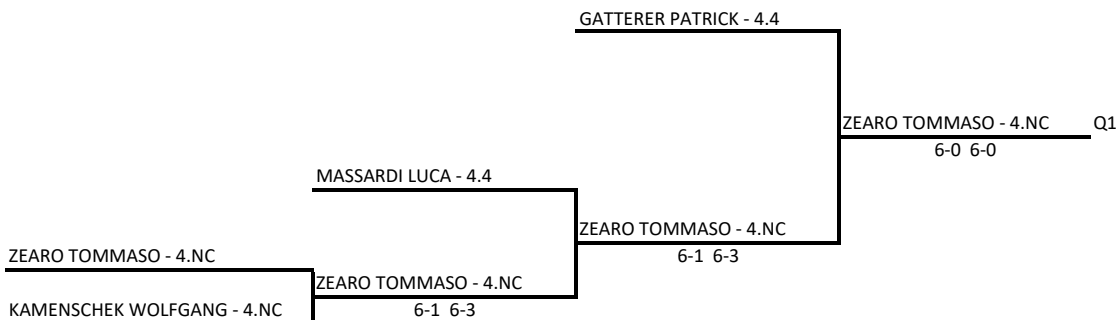 GATTERER PATRICK - 4.4
ZEARO TOMMASO - 4.NC Q1
6-0 6-0
MASSARDI LUCA - 4.4
ZEARO TOMMASO - 4.NC
6-1 6-3
ZEARO TOMMASO - 4.NC
ZEARO TOMMASO - 4.NC
KAMENSCHEK WOLFGANG - 4.NC
6-1 6-3